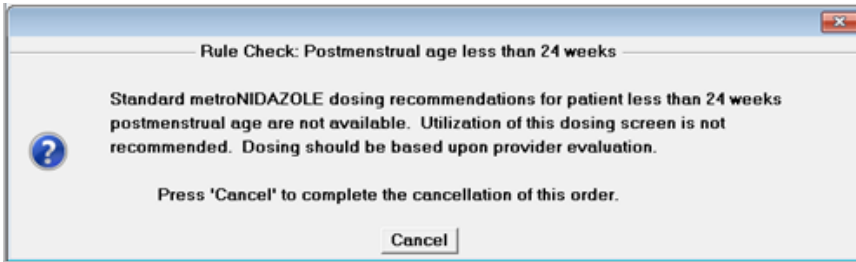 Rule Check: Postmenstrual age less than 24 weeks
Standard metroNIDAZOLE dosing recommendations for patient less than 24 weeks
postmenstrual age are not available.  Utilization of this dosing screen is not
recommended.  Dosing should be based upon provider evaluation.
Press 'Cancel' to complete the cancellation of this order.
Cancel